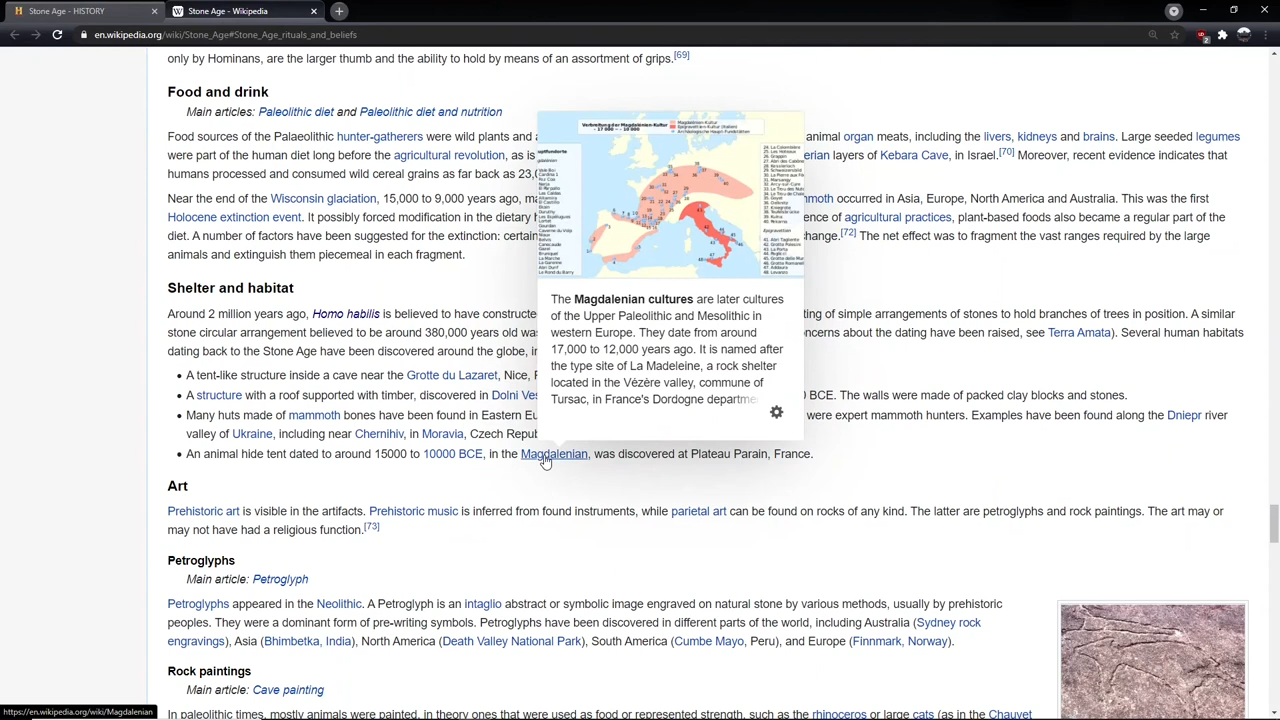 Stone Age - HISTORY
Stone Age - Wikipedia
en.wikipedia.org/wiki/Stone_Age#Stone_Age_rituals_and_beliefs
only by Hominans, are the larger thumb and the ability to hold by means of an assortment of grips.[69]
Food and drink
Main articles: Paleolithic diet and Paleolithic diet and nutrition
Food sources of the Palaeolithic hunter-gatherers were wild plants and a animal organ meats, including the livers, kidneys and brains. Large seeded legumes
were part of the human diet long before the agricultural revolution, erian layers of Kebara Cave, in Israel.[70] Moreover, recent evidence indicates that
humans processed and consumed wild cereal grains as far back as 23,0
Near the end of the Wisconsin glaciation, 15,000 to 9,000 years ago, m mmoth occurred in Asia, Europe, North America and Australia. This was the first
Holocene extinction event. It possibly forced modification in the e of agricultural practices, plant-based foods also became a regular part of the
diet. A number of factors have been suggested for the extinction: certain nge.[72] The net effect was to fragment the vast ranges required by the large
animals and extinguish them piecemeal in each fragment.
Verbreitung der Magdalénien-Kultur
The Magdalenian cultures are later cultures
of the Upper Paleolithic and Mesolithic in
western Europe. They date from around
17,000 to 12,000 years ago. It is named after
the type site of La Madeleine, a rock shelter
located in the Vézère valley, commune of
Tursac, in France's Dordogne departme
Shelter and habitat
Around 2 million years ago, Homo habilis is believed to have constructe ting of simple arrangements of stones to hold branches of trees in position. A similar
stone circular arrangement believed to be around 380,000 years old wa ncerns about the dating have been raised, see Terra Amata). Several human habitats
dating back to the Stone Age have been discovered around the globe, in
• A tent-like structure inside a cave near the Grotte du Lazaret, Nice, F
• A structure with a roof supported with timber, discovered in Dolni Ves BCE. The walls were made of packed clay blocks and stones.
• Many huts made of mammoth bones have been found in Eastern Eu were expert mammoth hunters. Examples have been found along the Dniepr river
valley of Ukraine, including near Chernihiv, in Moravia, Czech Repub
• An animal hide tent dated to around 15000 to 10000 BCE, in the Magdalenian, was discovered at Plateau Parain, France.
Art
Prehistoric art is visible in the artifacts. Prehistoric music is inferred from found instruments, while parietal art can be found on rocks of any kind. The latter are petroglyphs and rock paintings. The art may or
may not have had a religious function.[73]
Petroglyphs
Main article: Petroglyph
Petroglyphs appeared in the Neolithic. A Petroglyph is an intaglio abstract or symbolic image engraved on natural stone by various methods, usually by prehistoric
peoples. They were a dominant form of pre-writing symbols. Petroglyphs have been discovered in different parts of the world, including Australia (Sydney rock
engravings), Asia (Bhimbetka, India), North America (Death Valley National Park), South America (Cumbe Mayo, Peru), and Europe (Finnmark, Norway).
Rock paintings
Main article: Cave painting
In paleolithic times, mostly animals were painted, in theory ones that were used as food or represented strength, such as the rhinoceros or large cats (as in the Chauvet
https://en.wikipedia.org/wiki/Magdalenian